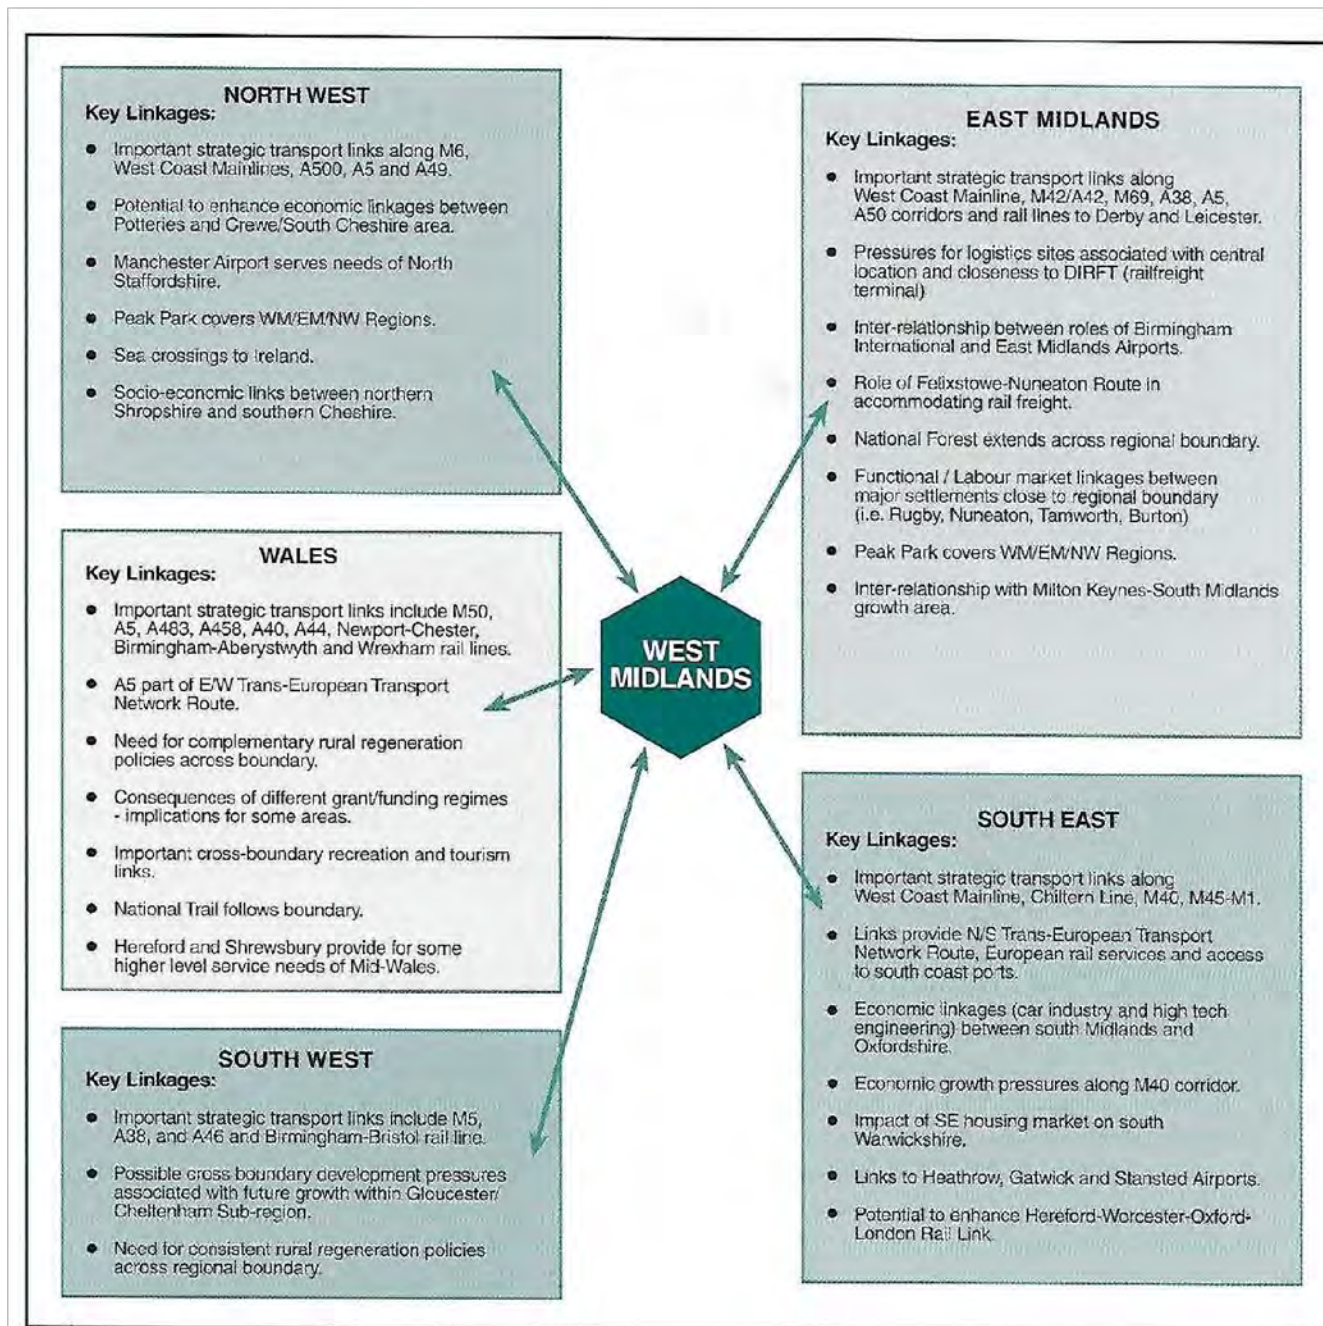 NORTH WEST
Key Linkages:
• Important strategic transport links along M6,
West Coast Mainlines, A500, A5 and A49.
• Potential to enhance economic linkages between
Potteries and Crewe/South Cheshire area.
• Manchester Airport serves needs of North
Staffordshire.
• Peak Park covers WM/EM/NW Regions.
• Sea crossings to Ireland.
• Socio-economic links between northern
Shropshire and southern Cheshire.
WALES
Key Linkages:
• Important strategic transport links include M50,
A5, A483, A458, A40, A44, Newport-Chester,
Birmingham-Aberystwyth and Wrexham rail lines.
• A5 part of E/W Trans-European Transport
Network Route.
• Need for complementary rural regeneration
policies across boundary.
• Consequences of different grant/funding regimes
- implications for some areas.
• Important cross-boundary recreation and tourism
links.
• National Trail follows boundary.
• Hereford and Shrewsbury provide for some
higher level service needs of Mid-Wales.
SOUTH WEST
Key Linkages:
• Important strategic transport links include M5,
A38, and A46 and Birmingham-Bristol rail line.
• Possible cross boundary development pressures
associated with future growth within Gloucester/
Cheltenham Sub-region.
• Need for consistent rural regeneration policies
across regional boundary.
WEST
MIDLANDS
EAST MIDLANDS
Key Linkages:
• Important strategic transport links along
West Coast Mainline, M42/A42, M69, A38, A5,
A50 corridors and rail lines to Derby and Leicester.
• Pressures for logistics sites associated with central
location and closeness to DIRFT (railfreight
terminal)
• Inter-relationship between roles of Birmingham
International and East Midlands Airports.
• Role of Felixstowe-Nuneaton Route in
accommodating rail freight.
• National Forest extends across regional boundary.
• Functional / Labour market linkages between
major settlements close to regional boundary
(i.e. Rugby, Nuneaton, Tamworth, Burton)
• Peak Park covers WM/EM/NW Regions.
• Inter-relationship with Milton Keynes-South Midlands
growth area.
SOUTH EAST
Key Linkages:
• Important strategic transport links along
West Coast Mainline, Chiltern Line, M40, M45-M1.
• Links provide N/S Trans-European Transport
Network Route, European rail services and access
to south coast ports.
• Economic linkages (car industry and high tech
engineering) between south Midlands and
Oxfordshire.
• Economic growth pressures along M40 corridor.
• Impact of SE housing market on south
Warwickshire.
• Links to Heathrow, Gatwick and Stansted Airports.
• Potential to enhance Hereford-Worcester-Oxford-
London Rail Link.